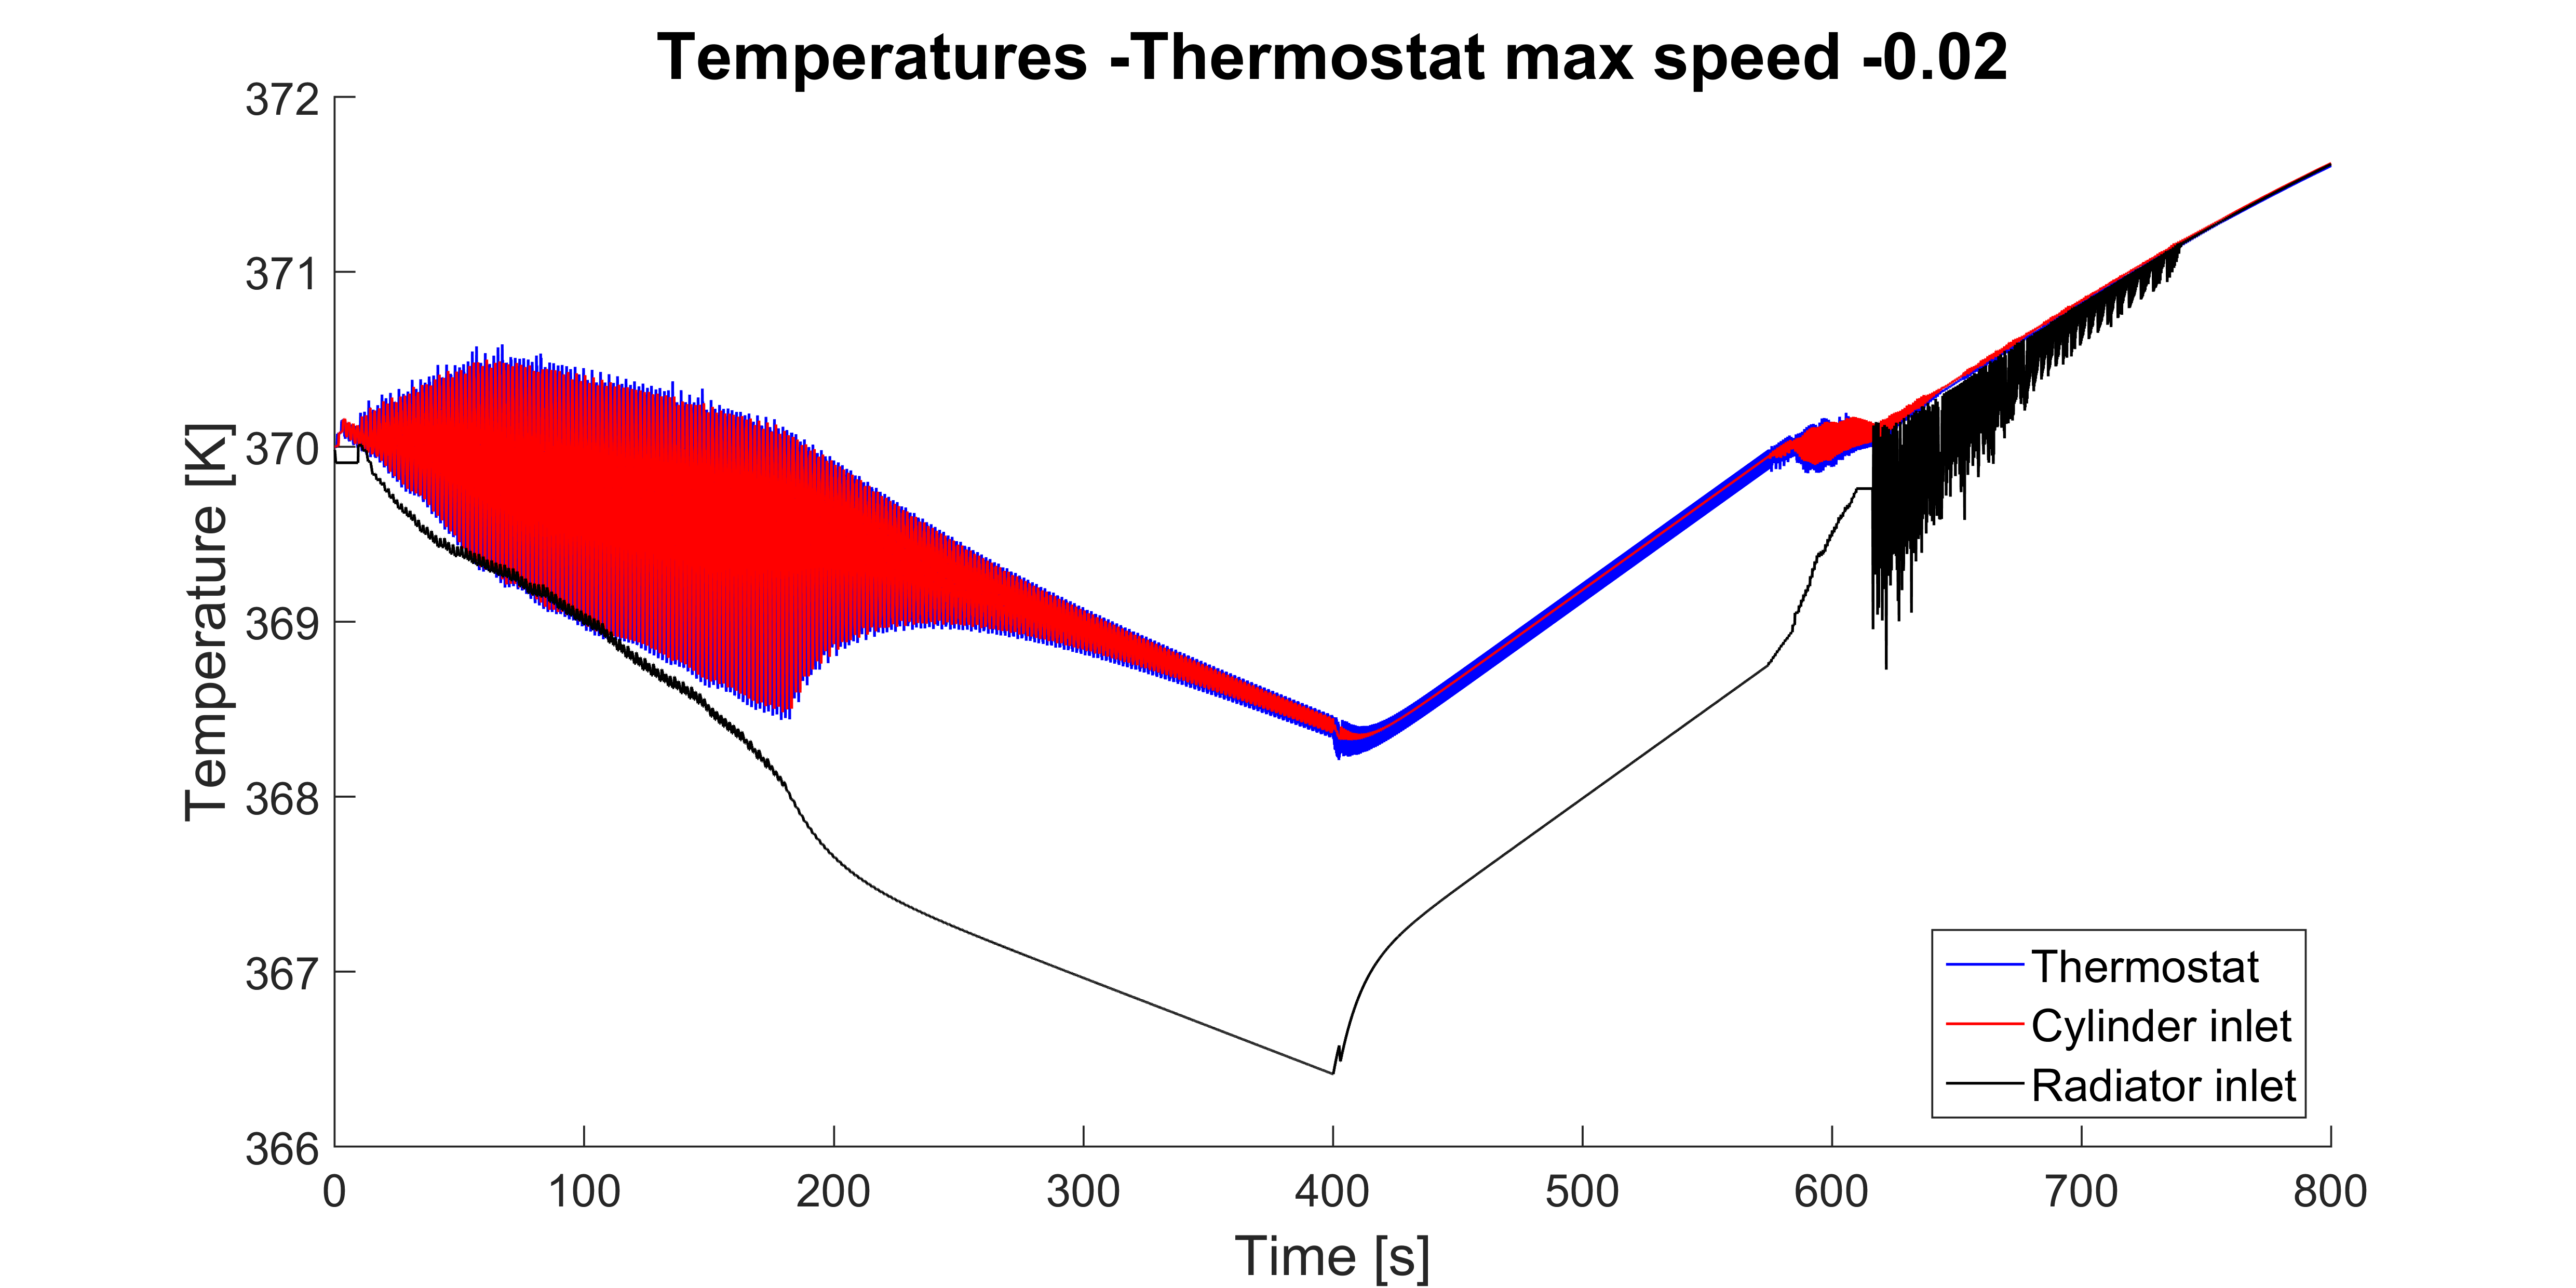 Temperatures -Thermostat max speed -0.02
372
371
370
369
368
367
366
Temperature [K]
0 100 200 300 400 500 600 700 800
Time [s]
Thermostat
Cylinder inlet
Radiator inlet